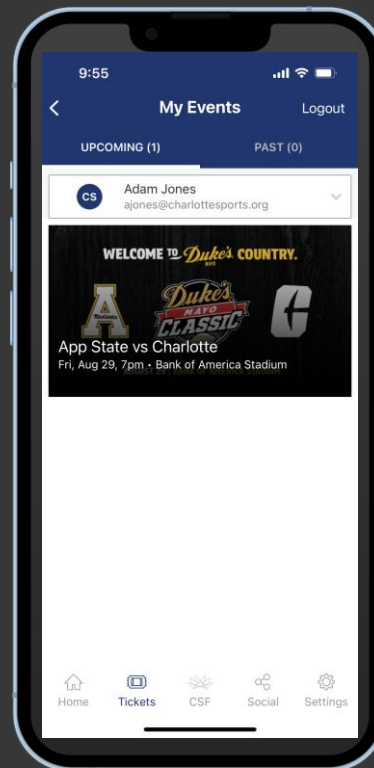 9:55
My Events
Logout
UPCOMING (1)
PAST (0)
CS
Adam Jones
ajones@charlottesports.org
WELCOME TO Duke's COUNTRY.
A
Duke's
MAYO
CLASSIC
C
App State vs Charlotte
Fri, Aug 29, 7pm • Bank of America Stadium
Home
Tickets
CSF
Social
Settings